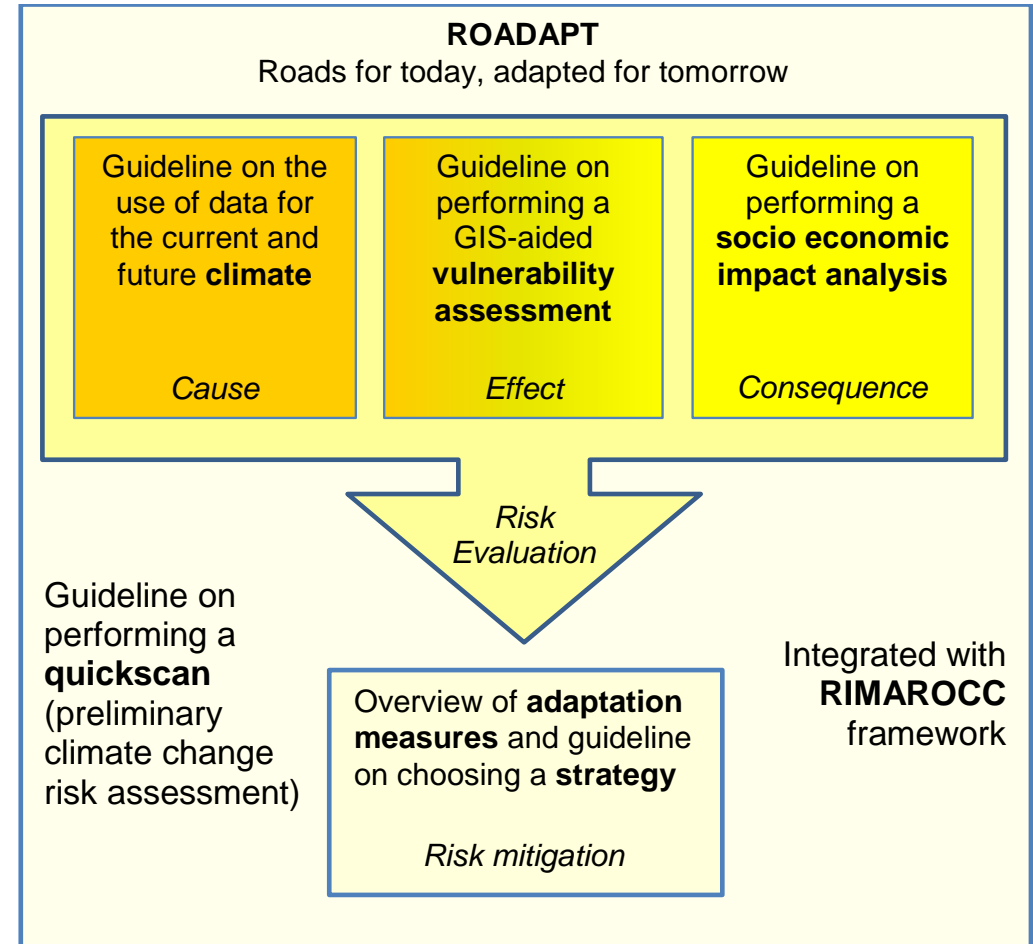 ROADAPT
Roads for today, adapted for tomorrow
Guideline on the
use of data for
the current and
future climate
Cause
Guideline on
performing a
GIS-aided
vulnerability
assessment
Effect
Guideline on
performing a
socio economic
impact analysis
Consequence
Risk
Evaluation
Guideline on
performing a
quickscan
(preliminary
climate change
risk assessment)
Integrated with
RIMAROCC
framework
Overview of adaptation
measures and guideline
on choosing a strategy
Risk mitigation